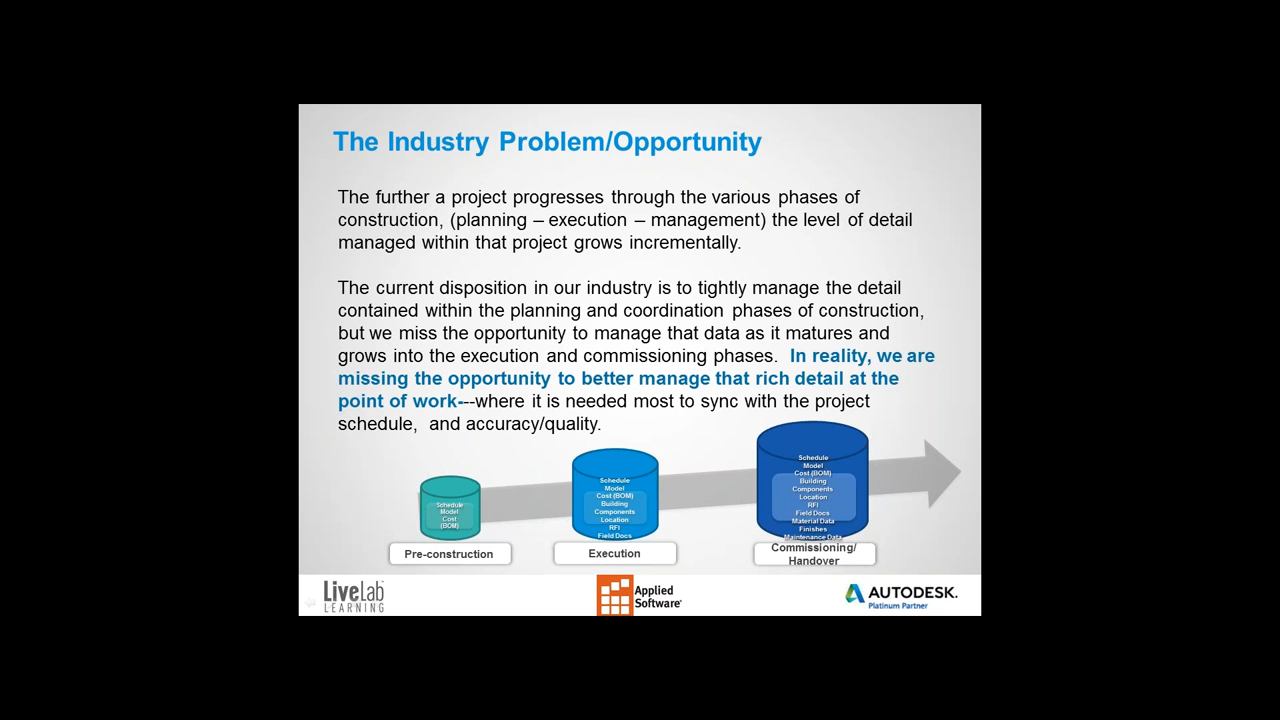 The Industry Problem/Opportunity
The further a project progresses through the various phases of
construction, (planning – execution – management) the level of detail
managed within that project grows incrementally.
The current disposition in our industry is to tightly manage the detail
contained within the planning and coordination phases of construction,
but we miss the opportunity to manage that data as it matures and
grows into the execution and commissioning phases. In reality, we are
missing the opportunity to better manage that rich detail at the
point of work---where it is needed most to sync with the project
schedule, and accuracy/quality.
Schedule
Model
Cost
(BOM)
Pre-construction
Schedule
Model
Cost (BOM)
Building
Components
Location
RFI
Field Docs
Execution
Schedule
Model
Cost (BOM)
Building
Components
Location
RFI
Field Docs
Material Data
Finishes
Maintenance Data
Commissioning/
Handover
LiveLab
LEARNING
Applied
Software
AUTODESK.
Platinum Partner